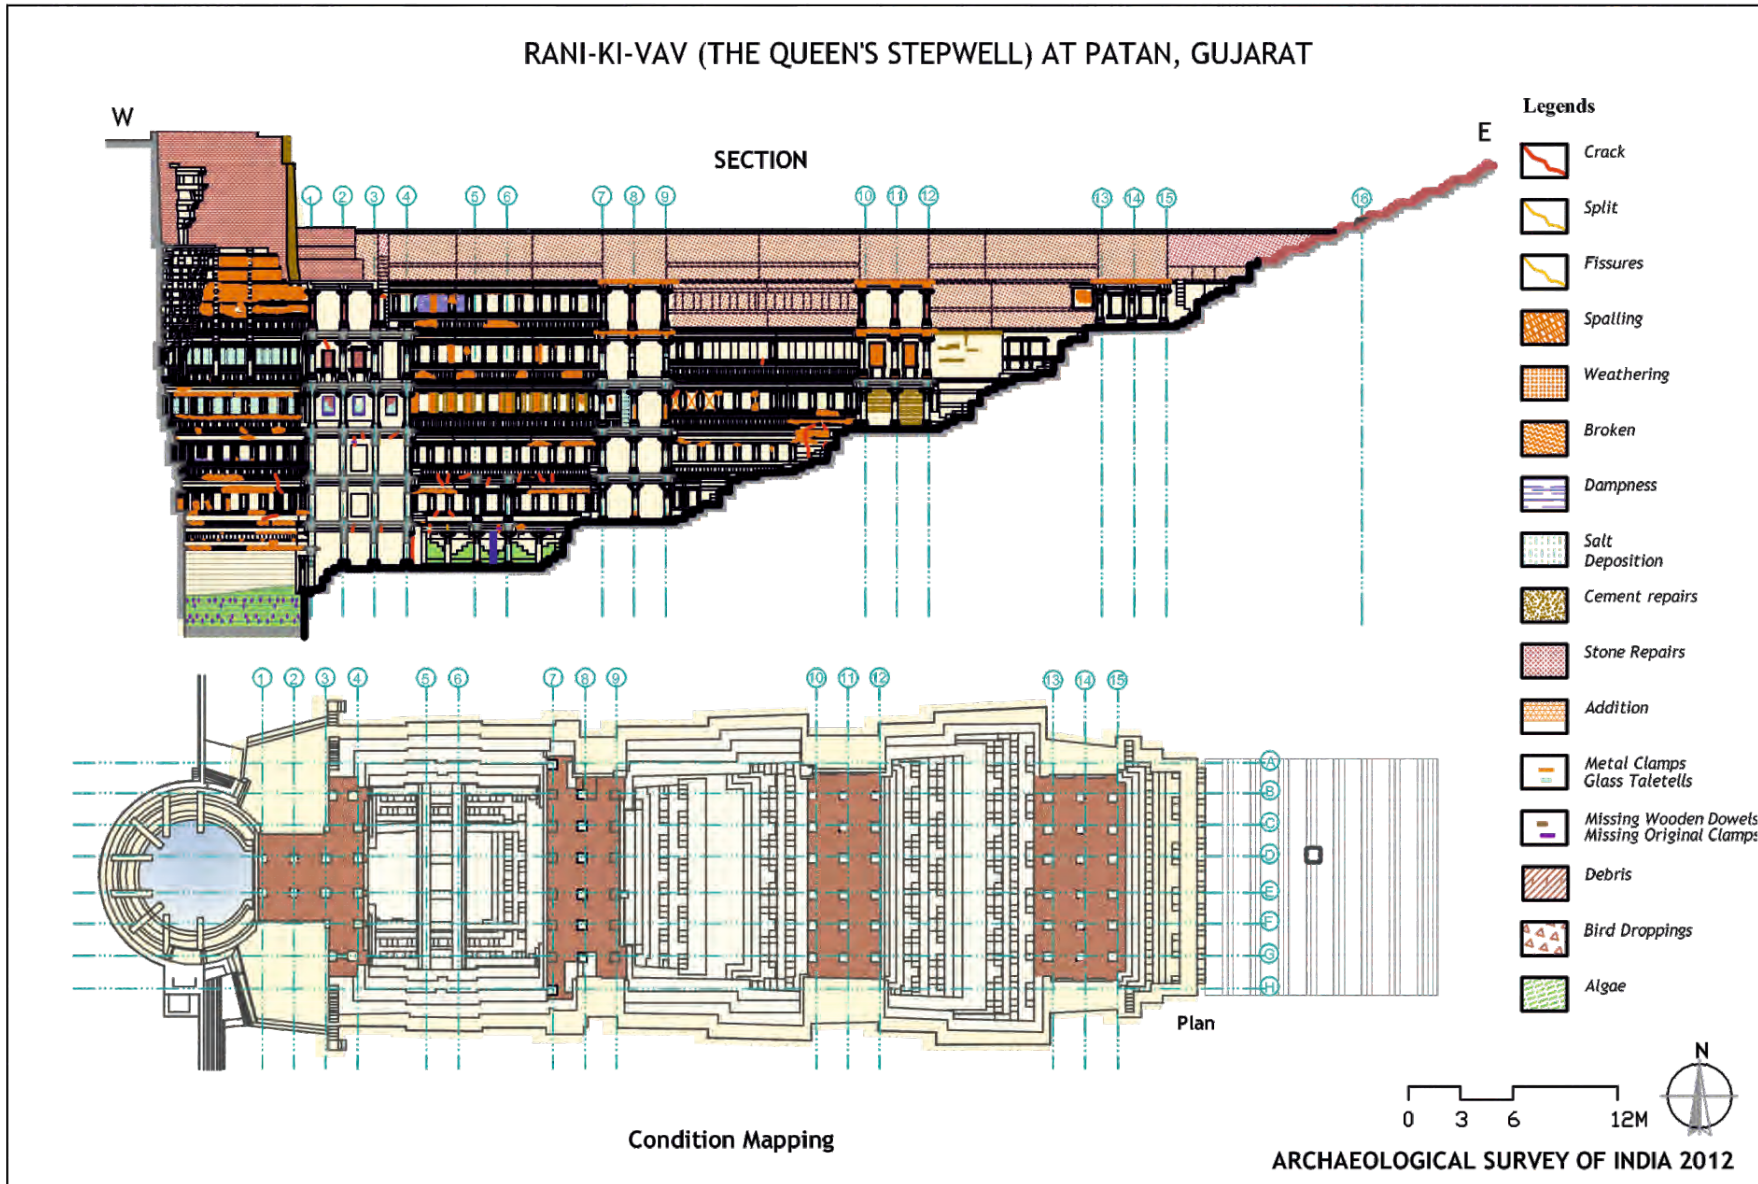 RANI-KI-VAV (THE QUEEN'S STEPWELL) AT PATAN, GUJARAT
W
SECTION
E
1 2 3 4 5 6 7 8 9 10 11 12 13 14 15 16
Legends
Crack
Split
Fissures
Spalling
Weathering
Broken
Dampness
Salt
Deposition
Cement repairs
Stone Repairs
Addition
Metal Clamps
Glass Taletells
Missing Wooden Dowels
Missing Original Clamps
Debris
Bird Droppings
Algae
1 2 3 4 5 6 7 8 9 10 11 12 13 14 15
A
B
C
D
E
F
G
H
Plan
N
0 3 6 12M
Condition Mapping
ARCHAEOLOGICAL SURVEY OF INDIA 2012